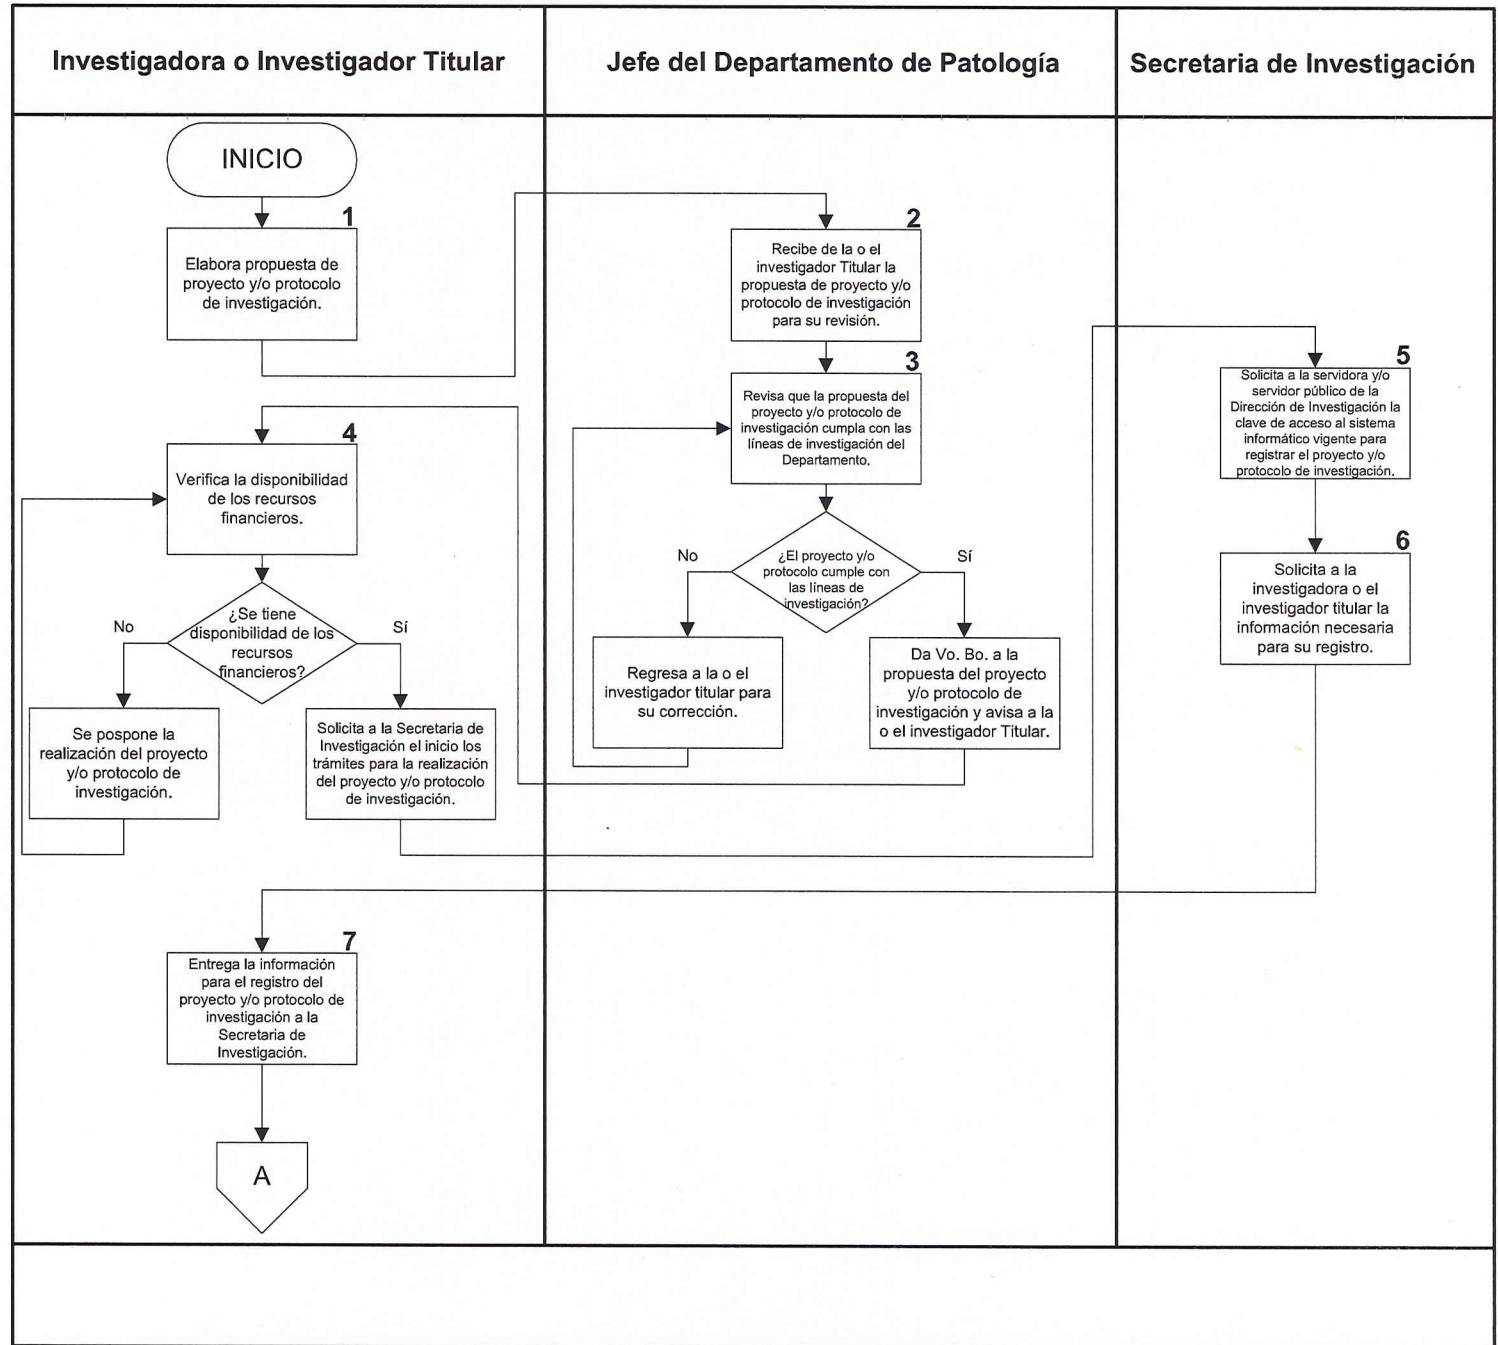 Investigadora o Investigador Titular
Jefe del Departamento de Patología
Secretaria de Investigación
INICIO
1
Elabora propuesta de
proyecto y/o protocolo
de investigación.
2
Recibe de la o el
investigador Titular la
propuesta de proyecto y/o
protocolo de investigación
para su revisión.
3
Revisa que la propuesta del
proyecto y/o protocolo de
investigación cumpla con las
líneas de investigación del
Departamento.
¿El proyecto y/o
protocolo cumple con
las líneas de
investigación?
No
Sí
Regresa a la o el
investigador titular para
su corrección.
Da Vo. Bo. a la
propuesta del proyecto
y/o protocolo de
investigación y avisa a la
o el investigador Titular.
4
Verifica la disponibilidad
de los recursos
financieros.
¿Se tiene
disponibilidad de los
recursos
financieros?
No
Sí
Se pospone la
realización del proyecto
y/o protocolo de
investigación.
Solicita a la Secretaria de
Investigación el inicio los
trámites para la realización
del proyecto y/o protocolo
de investigación.
5
Solicita a la servidora y/o
servidor público de la
Dirección de Investigación la
clave de acceso al sistema
informático vigente para
registrar el proyecto y/o
protocolo de investigación.
6
Solicita a la
investigadora o el
investigador titular la
información necesaria
para su registro.
7
Entrega la información
para el registro del
proyecto y/o protocolo de
investigación a la
Secretaria de
Investigación.
A